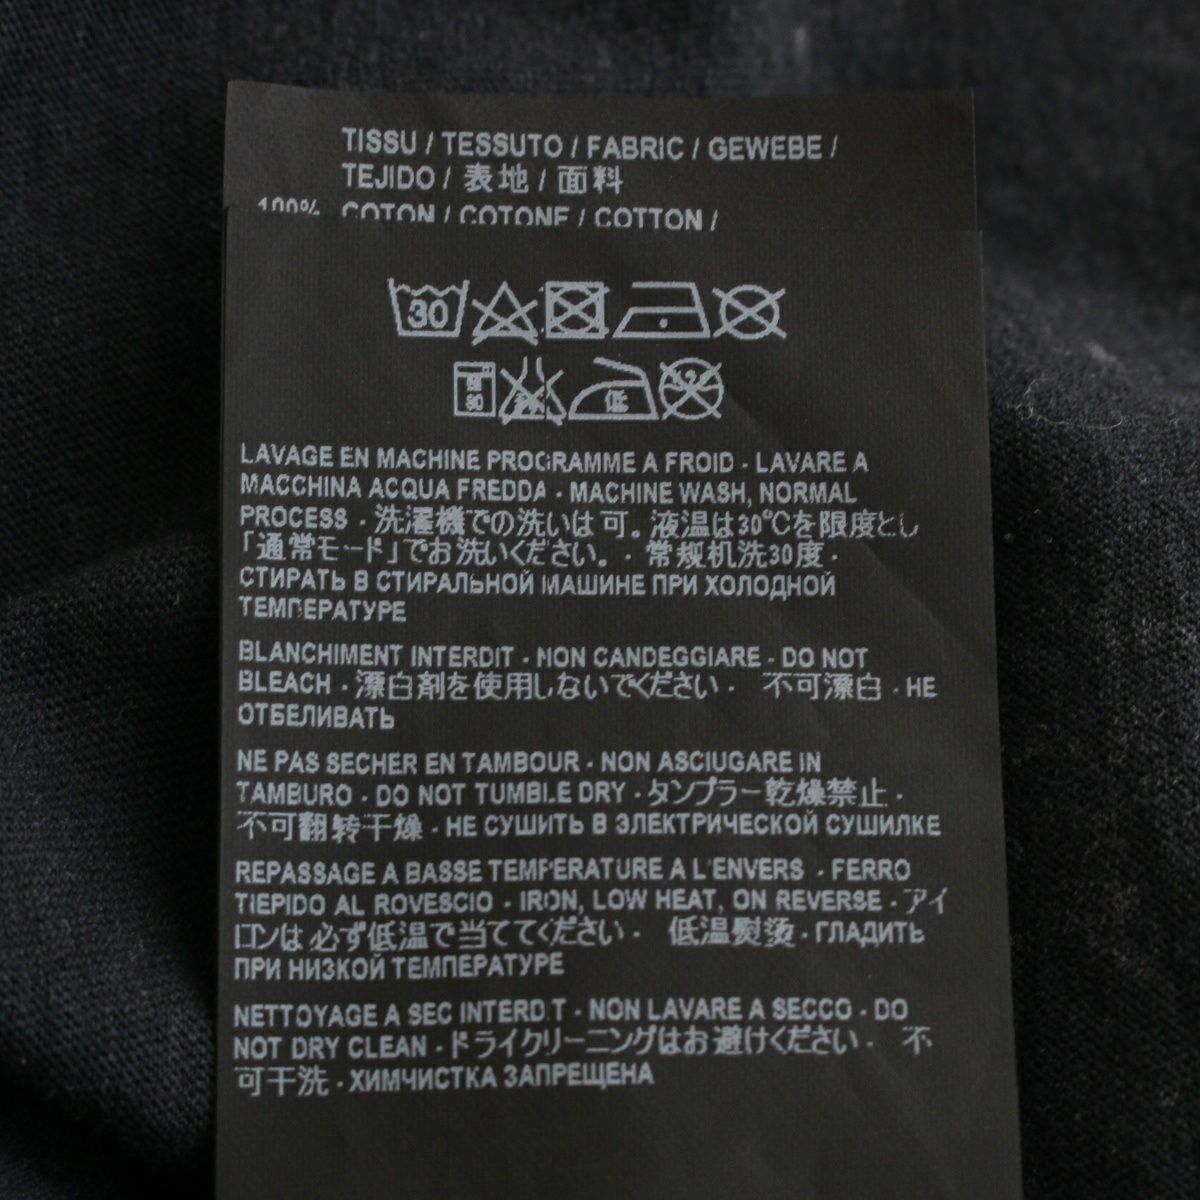 TISSU / TESSUTO / FABRIC / GEWEBE /
TEJIDO / 表地 / 面料
100% COTON / COTONE / COTTON /
30
低
LAVAGE EN MACHINE PROGRAMME A FROID - LAVARE A
MACCHINA ACQUA FREDDA - MACHINE WASH, NORMAL
PROCESS - 洗濯機での洗いは可。液温は30℃を限度とし
「通常モード」でお洗いください。 - 常规机洗30度 -
СТИРАТЬ В СТИРАЛЬНОЙ МАШИНЕ ПРИ ХОЛОДНОЙ
ТЕМПЕРАТУРЕ
BLANCHIMENT INTERDIT - NON CANDEGGIARE - DO NOT
BLEACH - 漂白剤を使用しないでください - 不可漂白 - НЕ
ОТБЕЛИВАТЬ
NE PAS SECHER EN TAMBOUR - NON ASCIUGARE IN
TAMBURO - DO NOT TUMBLE DRY - タンブラー乾燥禁止 -
不可翻转干燥 - НЕ СУШИТЬ В ЭЛЕКТРИЧЕСКОЙ СУШИЛКЕ
REPASSAGE A BASSE TEMPERATURE A L'ENVERS - FERRO
TIEPIDO AL ROVESCIO - IRON, LOW HEAT, ON REVERSE - アイ
ロンは必ず低温で当ててください - 低温熨烫 - ГЛАДИТЬ
ПРИ НИЗКОЙ ТЕМПЕРАТУРЕ
NETTOYAGE A SEC INTERDIT - NON LAVARE A SECCO - DO
NOT DRY CLEAN - ドライクリーニングはお避けください - 不
可干洗 - ХИМЧИСТКА ЗАПРЕЩЕНА